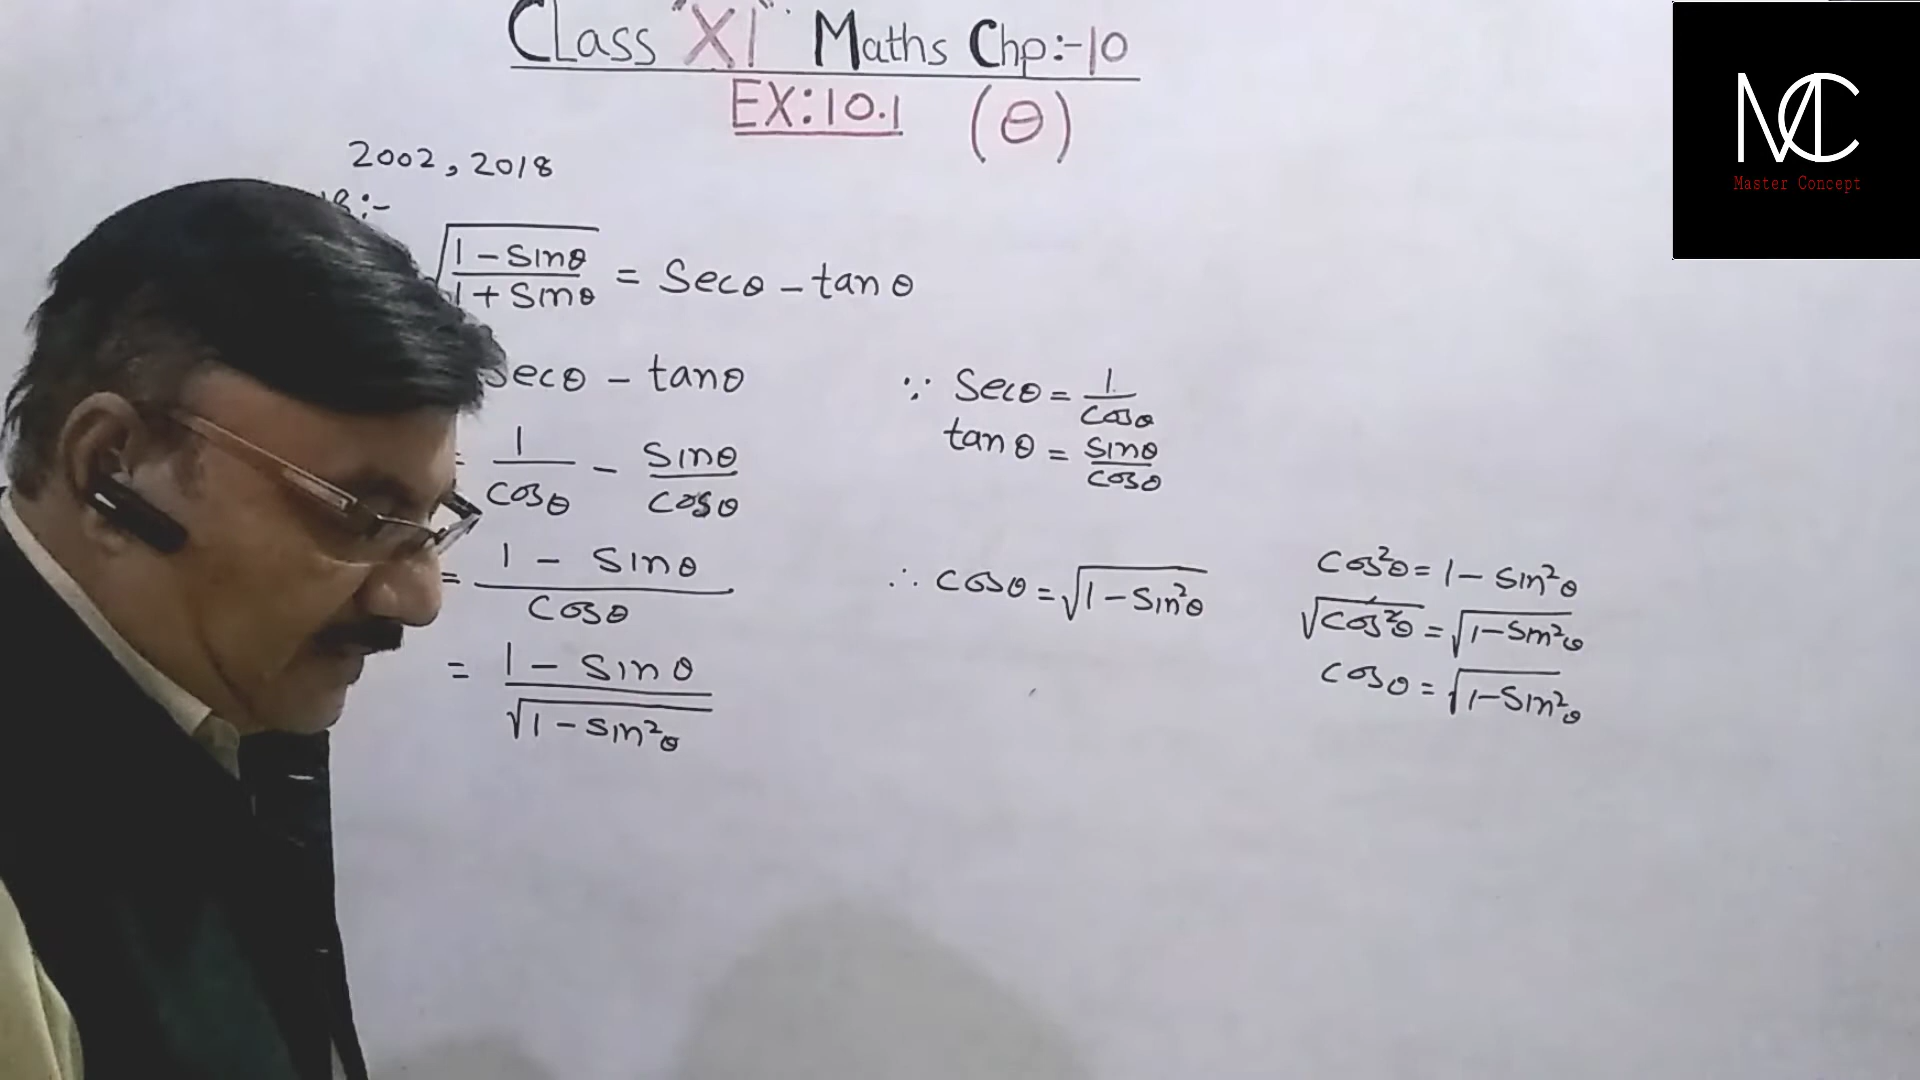 Class "XI" Maths Chp:-10
EX:10.1 (θ)
MC
Master Concept
2002, 2018
8:-
√((1-Sinθ)/(1+Sinθ)) = Secθ - tanθ
Secθ - tanθ
∵ Secθ = 1/Cosθ
tanθ = Sinθ/Cosθ
= 1/Cosθ - Sinθ/Cosθ
= (1 - Sinθ)/Cosθ
∴ Cosθ = √(1-Sin²θ)
= (1 - Sinθ)/√(1-Sin²θ)
Cos²θ = 1 - Sin²θ
√(Cos²θ) = √(1-Sin²θ)
Cosθ = √(1-Sin²θ)